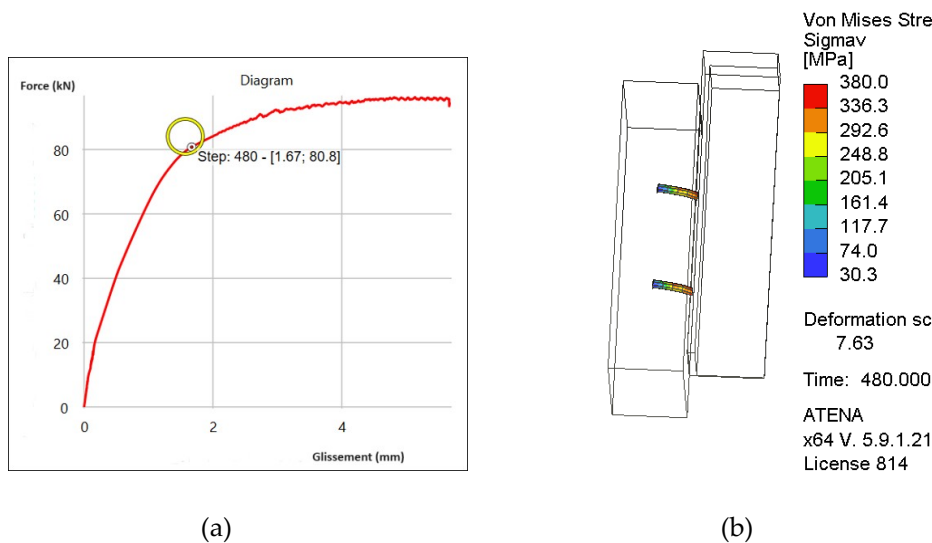 Diagram
Force (kN)
80
60
40
20
0
Step: 480 - [1.67; 80.8]
0
2
4
Glissement (mm)
(a)
Von Mises Stre
Sigmav
[MPa]
380.0
336.3
292.6
248.8
205.1
161.4
117.7
74.0
30.3
Deformation sc
7.63
Time: 480.000
ATENA
x64 V. 5.9.1.21
License 814
(b)